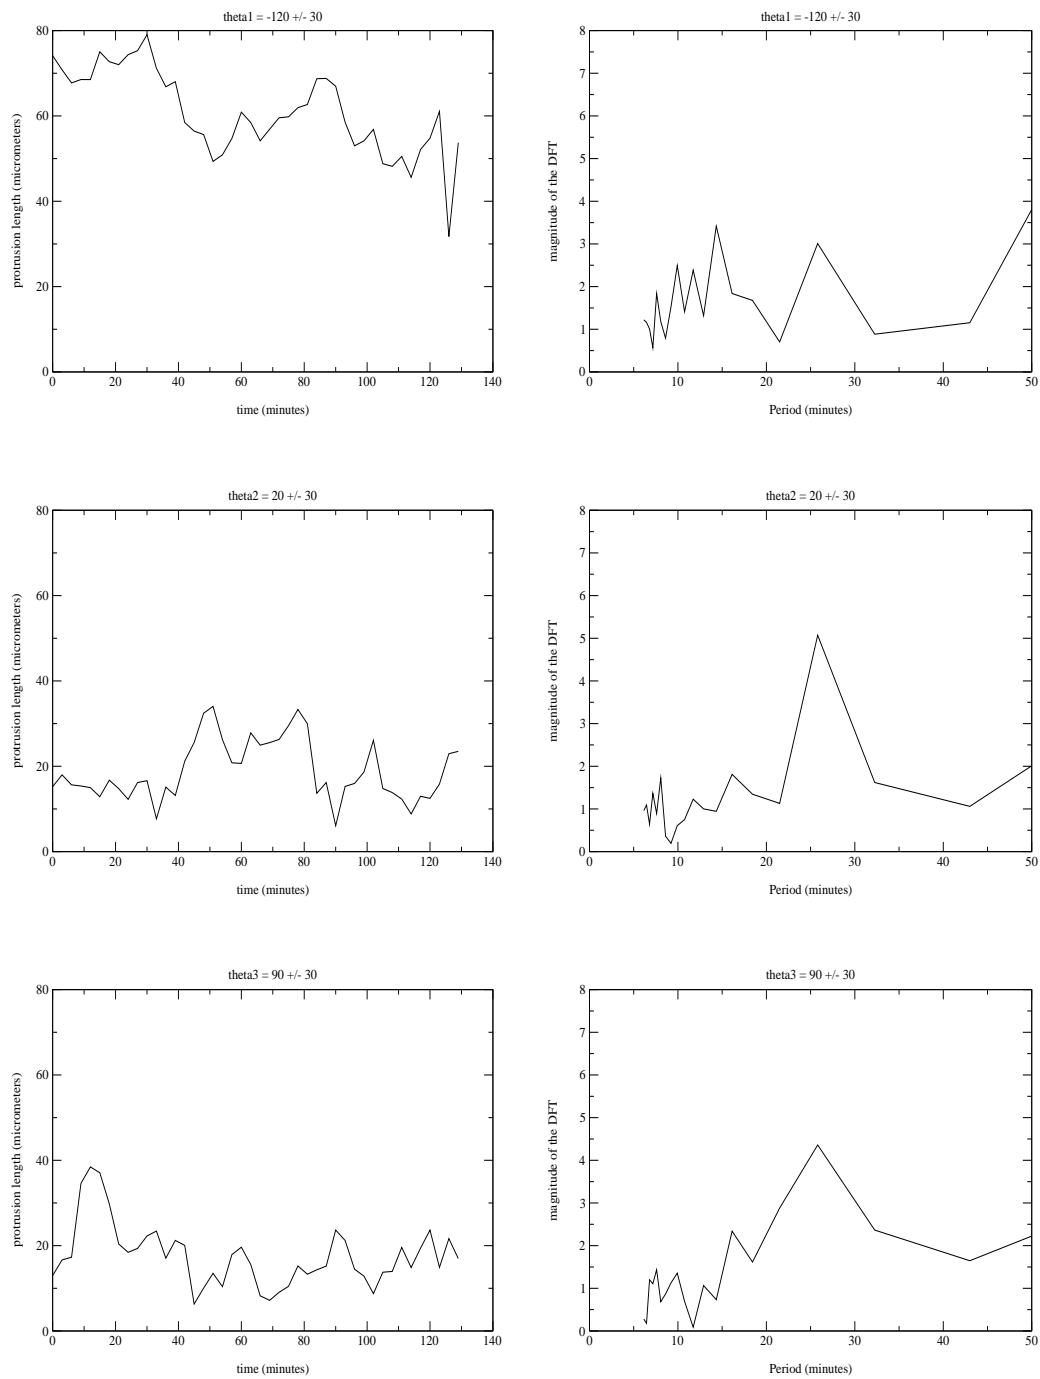 theta1 = -120 +/- 30
80
60
40
20
0
protrusion length (micrometers)
0 20 40 60 80 100 120 140
time (minutes)
theta1 = -120 +/- 30
8
7
6
5
4
3
2
1
0
magnitude of the DFT
0 10 20 30 40 50
Period (minutes)
theta2 = 20 +/- 30
80
60
40
20
0
protrusion length (micrometers)
0 20 40 60 80 100 120 140
time (minutes)
theta2 = 20 +/- 30
8
7
6
5
4
3
2
1
0
magnitude of the DFT
0 10 20 30 40 50
Period (minutes)
theta3 = 90 +/- 30
80
60
40
20
0
protrusion length (micrometers)
0 20 40 60 80 100 120 140
time (minutes)
theta3 = 90 +/- 30
8
7
6
5
4
3
2
1
0
magnitude of the DFT
0 10 20 30 40 50
Period (minutes)